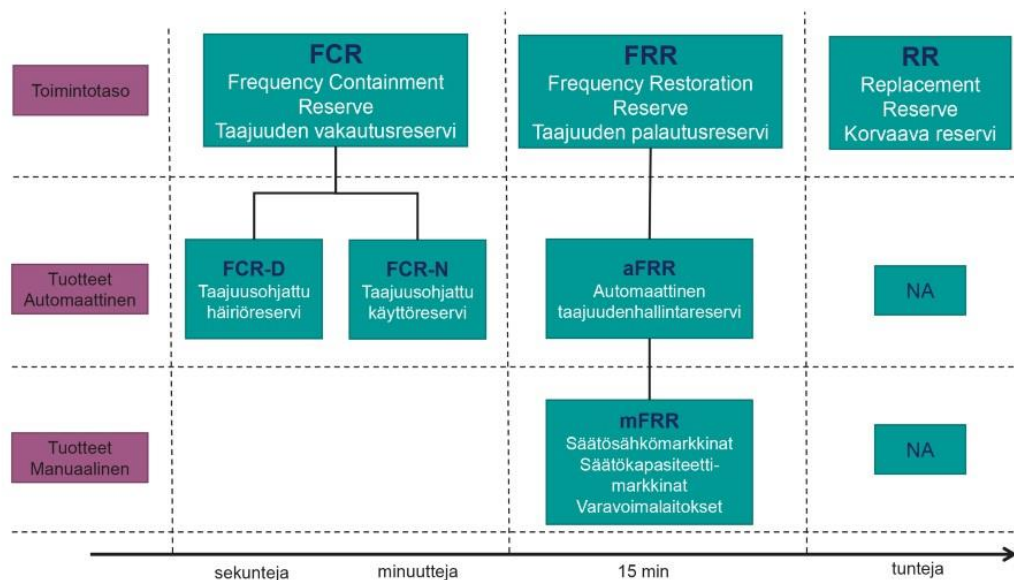 Toimintotaso
FCR
Frequency Containment
Reserve
Taajuuden vakautusreservi
FRR
Frequency Restoration
Reserve
Taajuuden palautusreservi
RR
Replacement
Reserve
Korvaava reservi
Tuotteet
Automaattinen
FCR-D
Taajuusohjattu
häiriöreservi
FCR-N
Taajuusohjattu
käyttöreservi
aFRR
Automaattinen
taajuudenhallintareservi
NA
Tuotteet
Manuaalinen
mFRR
Säätösähkömarkkinat
Säätökapasiteetti-
markkinat
Varavoimalaitokset
NA
sekunteja
minuutteja
15 min
tunteja